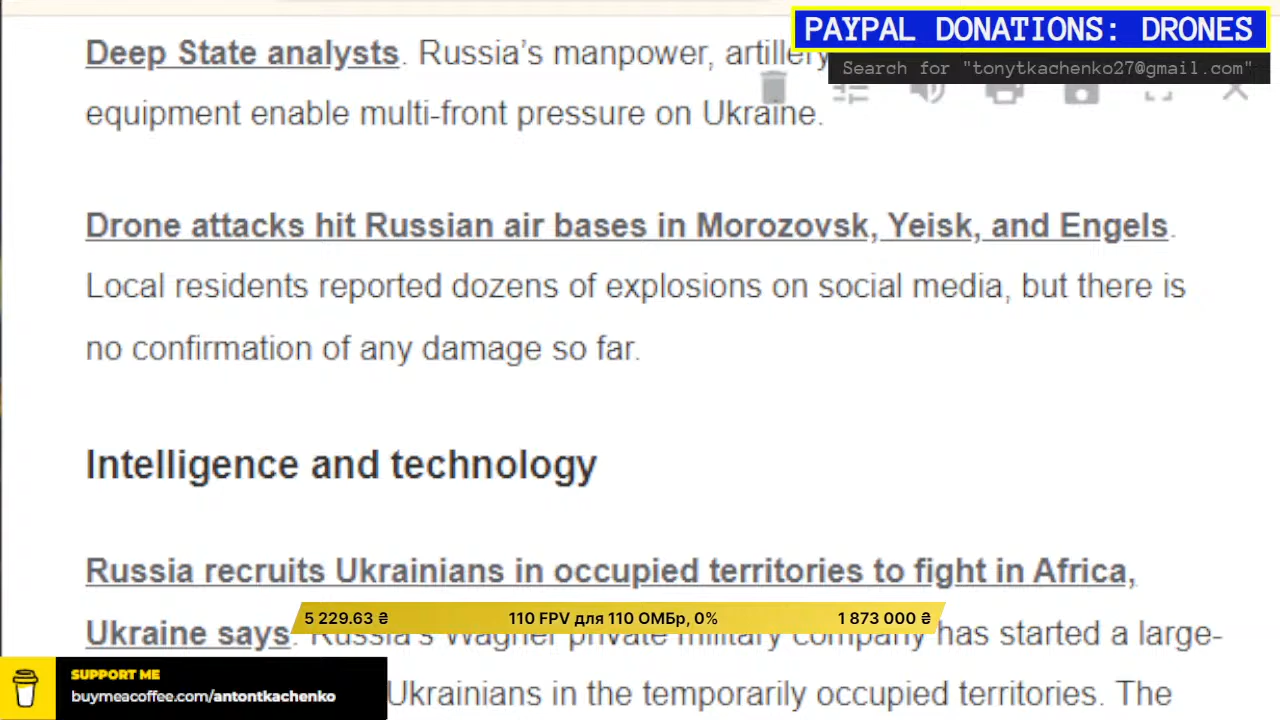 PAYPAL DONATIONS: DRONES
Search for "tonytkachenko27@gmail.com"
Deep State analysts. Russia's manpower, artillery
equipment enable multi-front pressure on Ukraine.
Drone attacks hit Russian air bases in Morozovsk, Yeisk, and Engels.
Local residents reported dozens of explosions on social media, but there is
no confirmation of any damage so far.
Intelligence and technology
Russia recruits Ukrainians in occupied territories to fight in Africa,
5 229.63 ₴ 110 FPV для 110 ОМБр, 0% 1 873 000 ₴
Ukraine says. Russia's Wagner private military company has started a large-
SUPPORT ME
buymeacoffee.com/antontkachenko
Ukrainians in the temporarily occupied territories. The